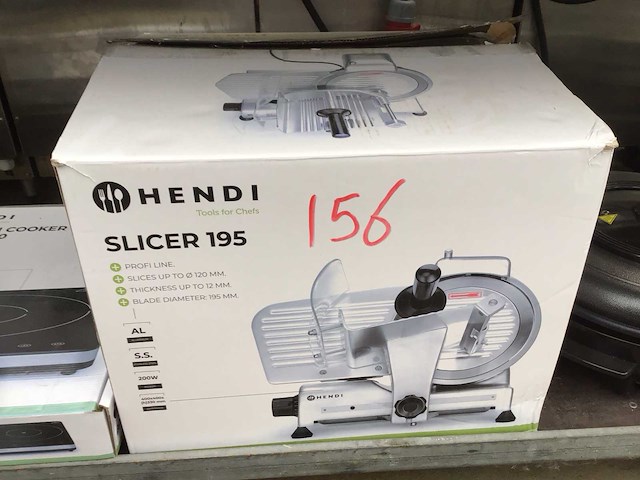 HENDI
Tools for Chefs
156
SLICER 195
PROFI LINE.
SLICES UP TO Ø 120 MM.
THICKNESS UP TO 12 MM.
BLADE DIAMETER: 195 MM.
AL
S.S.
200W
HENDI
COOKER